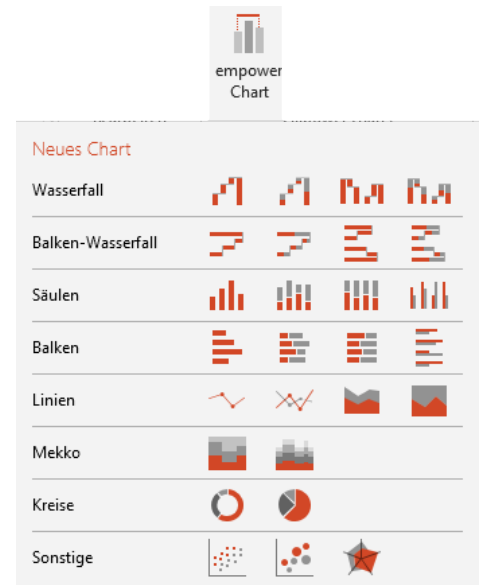 empower
Chart
Neues Chart
Wasserfall
Balken-Wasserfall
Säulen
Balken
Linien
Mekko
Kreise
Sonstige